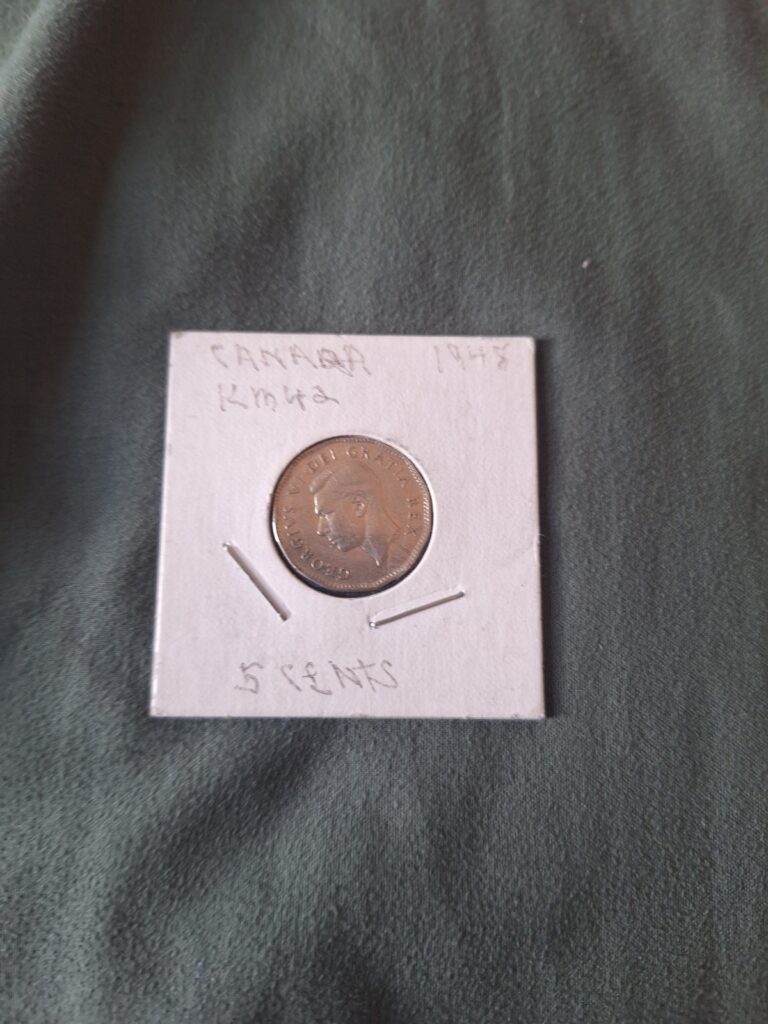 CANADA 1948
KM42
GEORGIVS VI DEI GRATIA REX
5 CENTS